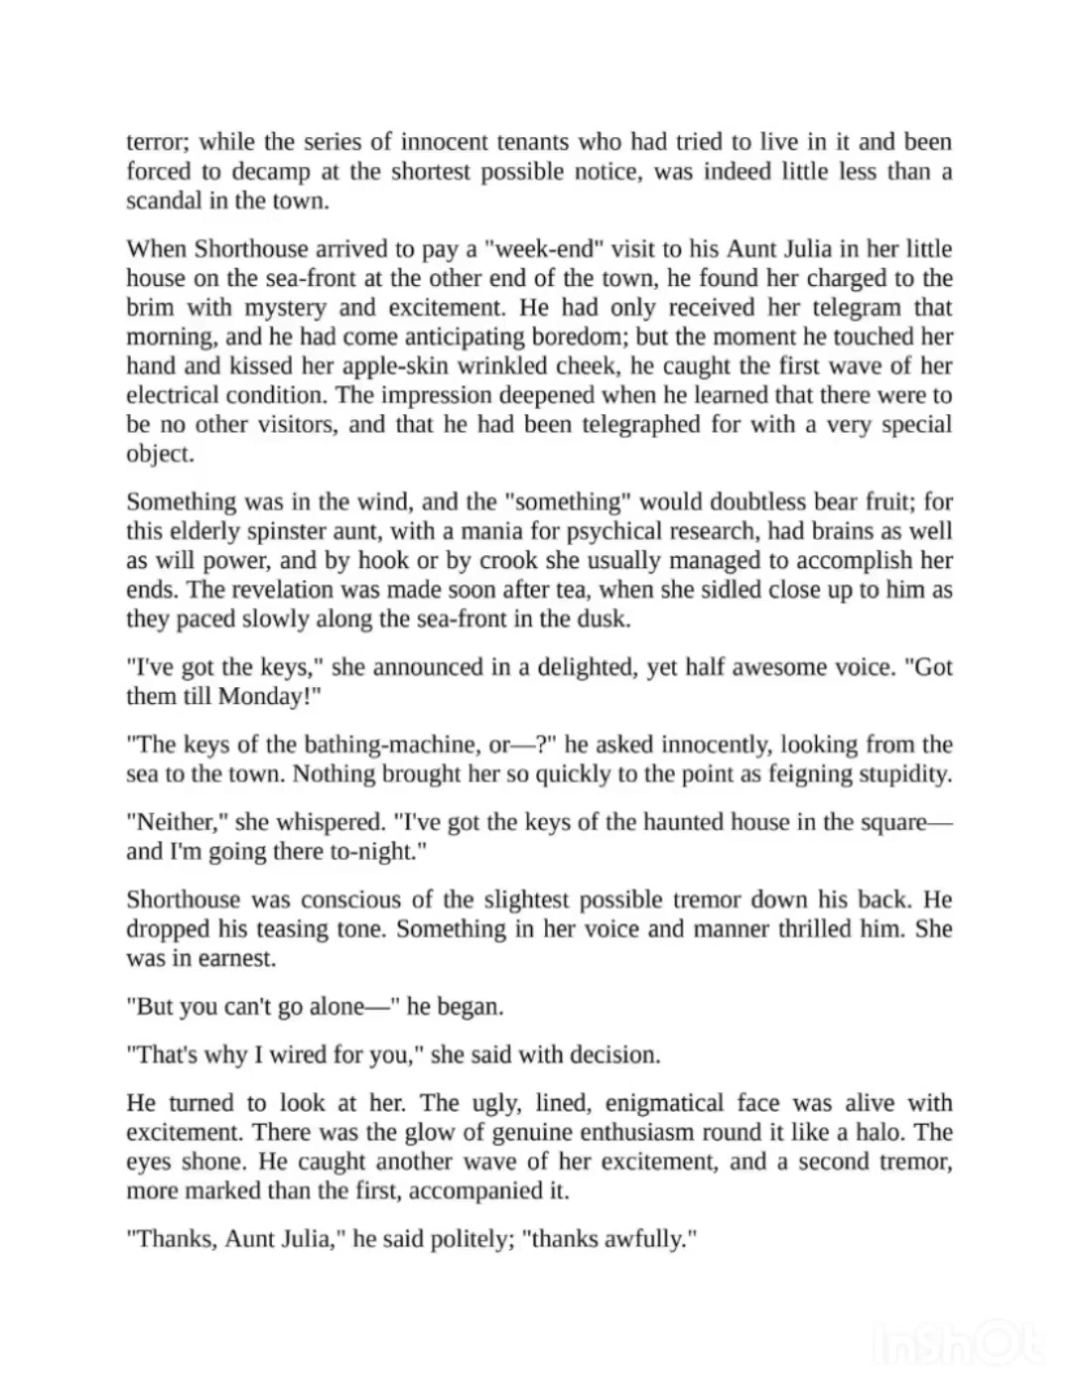 terror; while the series of innocent tenants who had tried to live in it and been
forced to decamp at the shortest possible notice, was indeed little less than a
scandal in the town.
When Shorthouse arrived to pay a "week-end" visit to his Aunt Julia in her little
house on the sea-front at the other end of the town, he found her charged to the
brim with mystery and excitement. He had only received her telegram that
morning, and he had come anticipating boredom; but the moment he touched her
hand and kissed her apple-skin wrinkled cheek, he caught the first wave of her
electrical condition. The impression deepened when he learned that there were to
be no other visitors, and that he had been telegraphed for with a very special
object.
Something was in the wind, and the "something" would doubtless bear fruit; for
this elderly spinster aunt, with a mania for psychical research, had brains as well
as will power, and by hook or by crook she usually managed to accomplish her
ends. The revelation was made soon after tea, when she sidled close up to him as
they paced slowly along the sea-front in the dusk.
"I've got the keys," she announced in a delighted, yet half awesome voice. "Got
them till Monday!"
"The keys of the bathing-machine, or—?" he asked innocently, looking from the
sea to the town. Nothing brought her so quickly to the point as feigning stupidity.
"Neither," she whispered. "I've got the keys of the haunted house in the square—
and I'm going there to-night."
Shorthouse was conscious of the slightest possible tremor down his back. He
dropped his teasing tone. Something in her voice and manner thrilled him. She
was in earnest.
"But you can't go alone—" he began.
"That's why I wired for you," she said with decision.
He turned to look at her. The ugly, lined, enigmatical face was alive with
excitement. There was the glow of genuine enthusiasm round it like a halo. The
eyes shone. He caught another wave of her excitement, and a second tremor,
more marked than the first, accompanied it.
"Thanks, Aunt Julia," he said politely; "thanks awfully."
InShOt